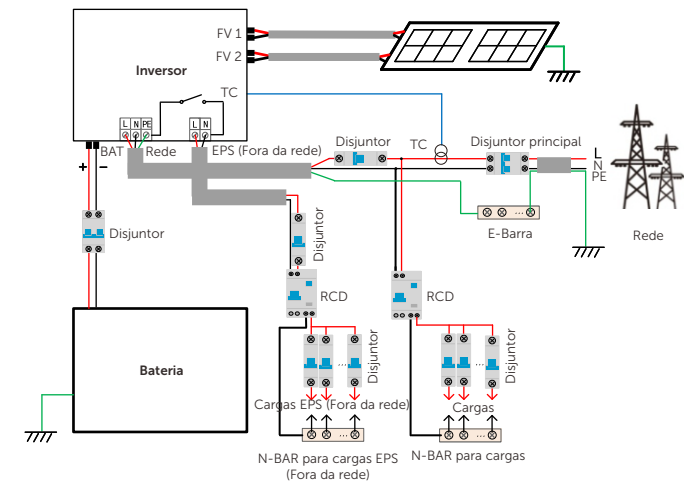 FV 1
FV 2
Inversor
TC
L N PE
L N
BAT
Rede
EPS (Fora da rede)
+
−
Disjuntor
TC
Disjuntor principal
L
N
PE
E-Barra
Rede
Disjuntor
Disjuntor
RCD
RCD
Bateria
Disjuntor
Disjuntor
Cargas EPS (Fora da rede)
Cargas
N-BAR para cargas EPS
(Fora da rede)
N-BAR para cargas